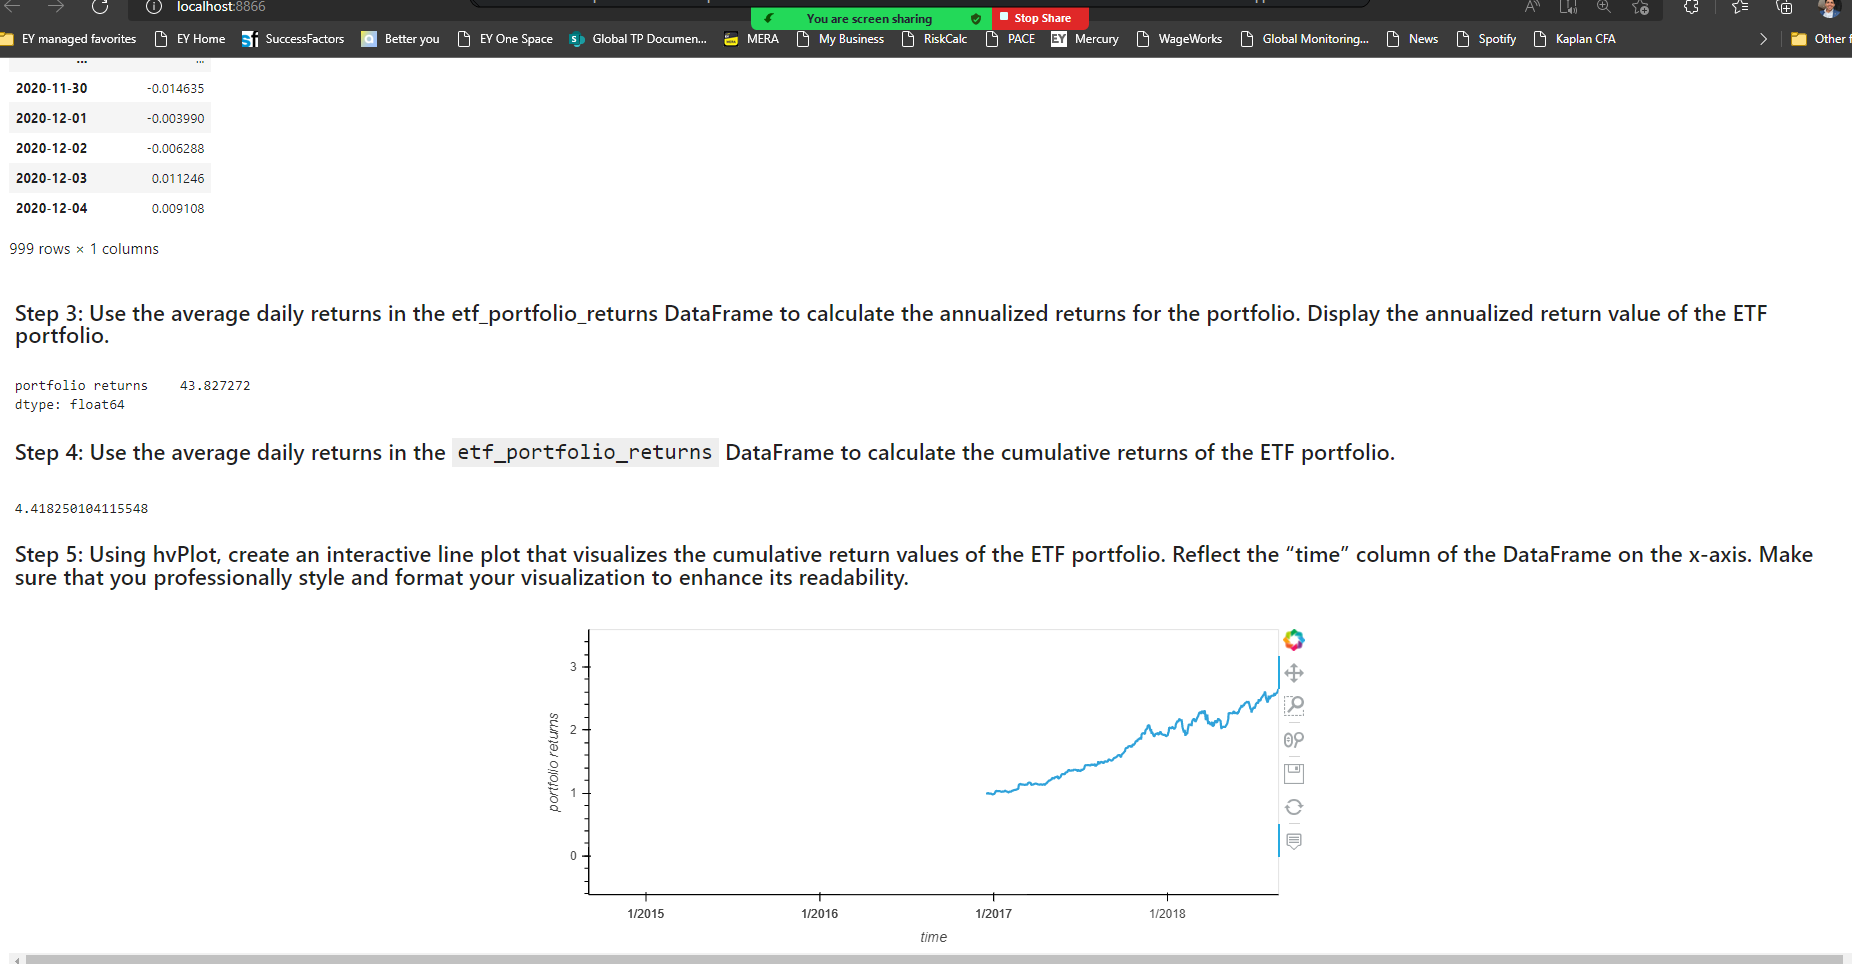 localhost:8866
You are screen sharing
Stop Share
EY managed favorites
EY Home
SuccessFactors
Better you
EY One Space
Global TP Documen...
MERA
My Business
RiskCalc
PACE
Mercury
WageWorks
Global Monitoring...
News
Spotify
Kaplan CFA
Other f
... ...
2020-11-30 -0.014635
2020-12-01 -0.003990
2020-12-02 -0.006288
2020-12-03 0.011246
2020-12-04 0.009108
999 rows × 1 columns
Step 3: Use the average daily returns in the etf_portfolio_returns DataFrame to calculate the annualized returns for the portfolio. Display the annualized return value of the ETF
portfolio.
portfolio returns 43.827272
dtype: float64
Step 4: Use the average daily returns in the etf_portfolio_returns DataFrame to calculate the cumulative returns of the ETF portfolio.
4.418250104115548
Step 5: Using hvPlot, create an interactive line plot that visualizes the cumulative return values of the ETF portfolio. Reflect the “time” column of the DataFrame on the x-axis. Make
sure that you professionally style and format your visualization to enhance its readability.
portfolio returns
3
2
1
0
1/2015
1/2016
1/2017
1/2018
time